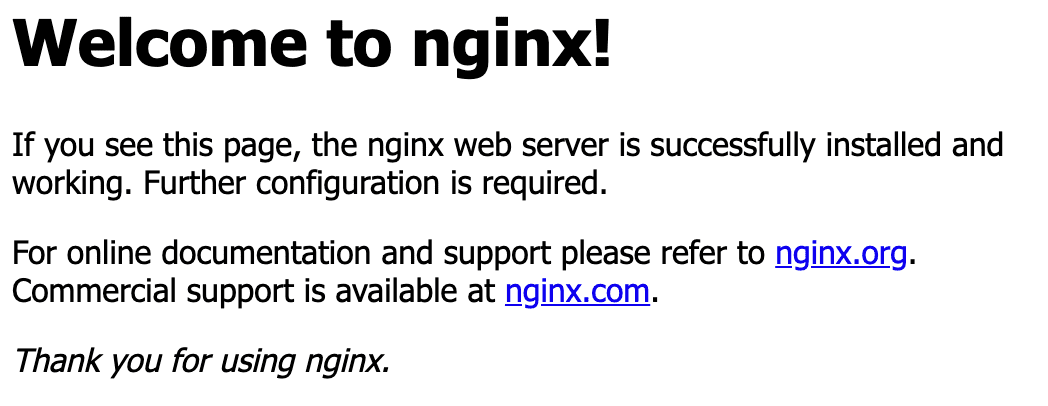 Welcome to nginx!
If you see this page, the nginx web server is successfully installed and
working. Further configuration is required.
For online documentation and support please refer to nginx.org.
Commercial support is available at nginx.com.
Thank you for using nginx.